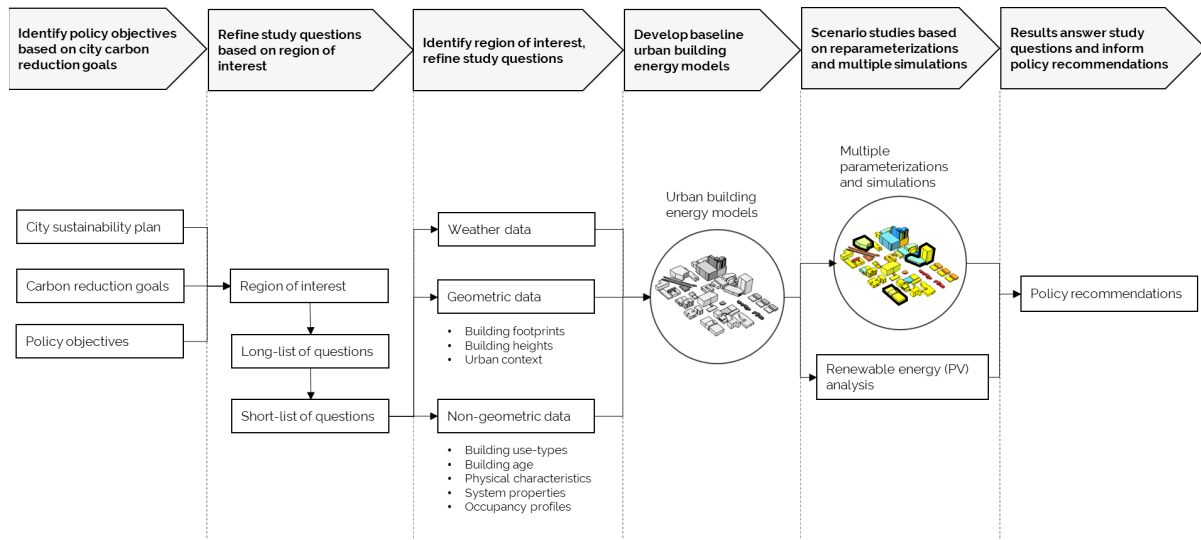 Identify policy objectives
based on city carbon
reduction goals
Refine study questions
based on region of
interest
Identify region of interest,
refine study questions
Develop baseline
urban building
energy models
Scenario studies based
on reparameterizations
and multiple simulations
Results answer study
questions and inform
policy recommendations
City sustainability plan
Carbon reduction goals
Policy objectives
Region of interest
Long-list of questions
Short-list of questions
Weather data
Geometric data
• Building footprints
• Building heights
• Urban context
Non-geometric data
• Building use-types
• Building age
• Physical characteristics
• System properties
• Occupancy profiles
Urban building
energy models
Multiple
parameterizations
and simulations
Renewable energy (PV)
analysis
Policy recommendations